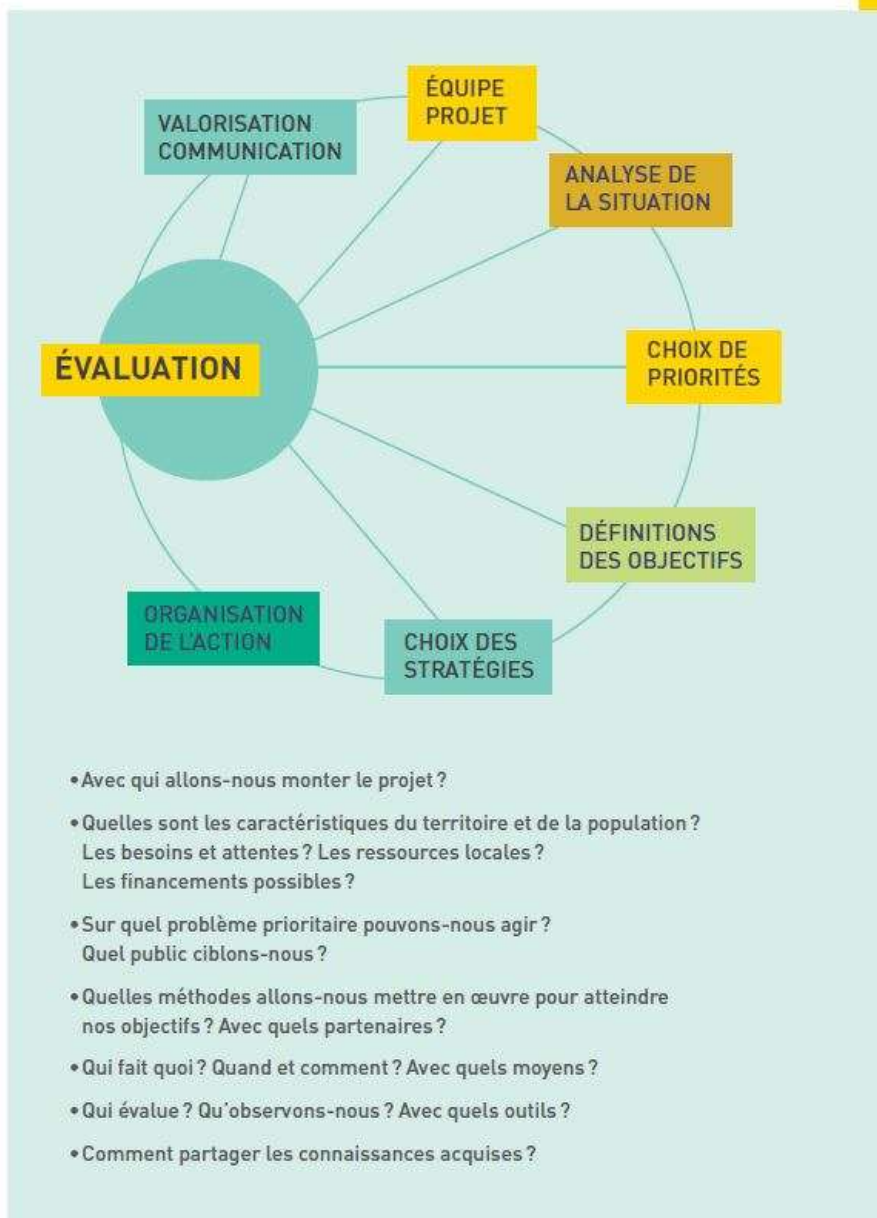 ÉQUIPE
PROJET
VALORISATION
COMMUNICATION
ANALYSE DE
LA SITUATION
CHOIX DE
PRIORITÉS
ÉVALUATION
DÉFINITIONS
DES OBJECTIFS
ORGANISATION
DE L'ACTION
CHOIX DES
STRATÉGIES
• Avec qui allons-nous monter le projet ?
• Quelles sont les caractéristiques du territoire et de la population ?
Les besoins et attentes ? Les ressources locales ?
Les financements possibles ?
• Sur quel problème prioritaire pouvons-nous agir ?
Quel public ciblons-nous ?
• Quelles méthodes allons-nous mettre en œuvre pour atteindre
nos objectifs ? Avec quels partenaires ?
• Qui fait quoi ? Quand et comment ? Avec quels moyens ?
• Qui évalue ? Qu'observons-nous ? Avec quels outils ?
• Comment partager les connaissances acquises ?